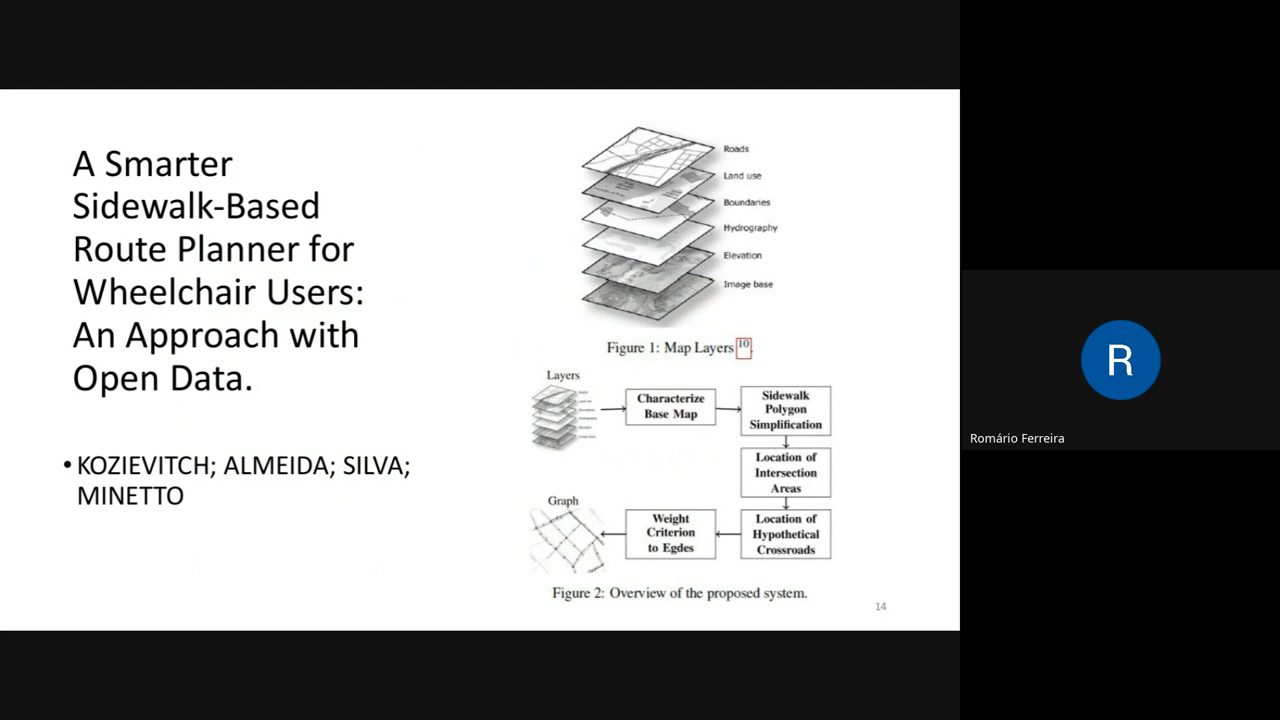 A Smarter
Sidewalk-Based
Route Planner for
Wheelchair Users:
An Approach with
Open Data.
• KOZIEVITCH; ALMEIDA; SILVA;
MINETTO
Roads
Land use
Boundaries
Hydrography
Elevation
Image base
Figure 1: Map Layers 10.
Layers
Characterize
Base Map
Sidewalk
Polygon
Simplification
Location of
Intersection
Areas
Graph
Weight
Criterion
to Egdes
Location of
Hypothetical
Crossroads
Figure 2: Overview of the proposed system.
14
R
Romário Ferreira